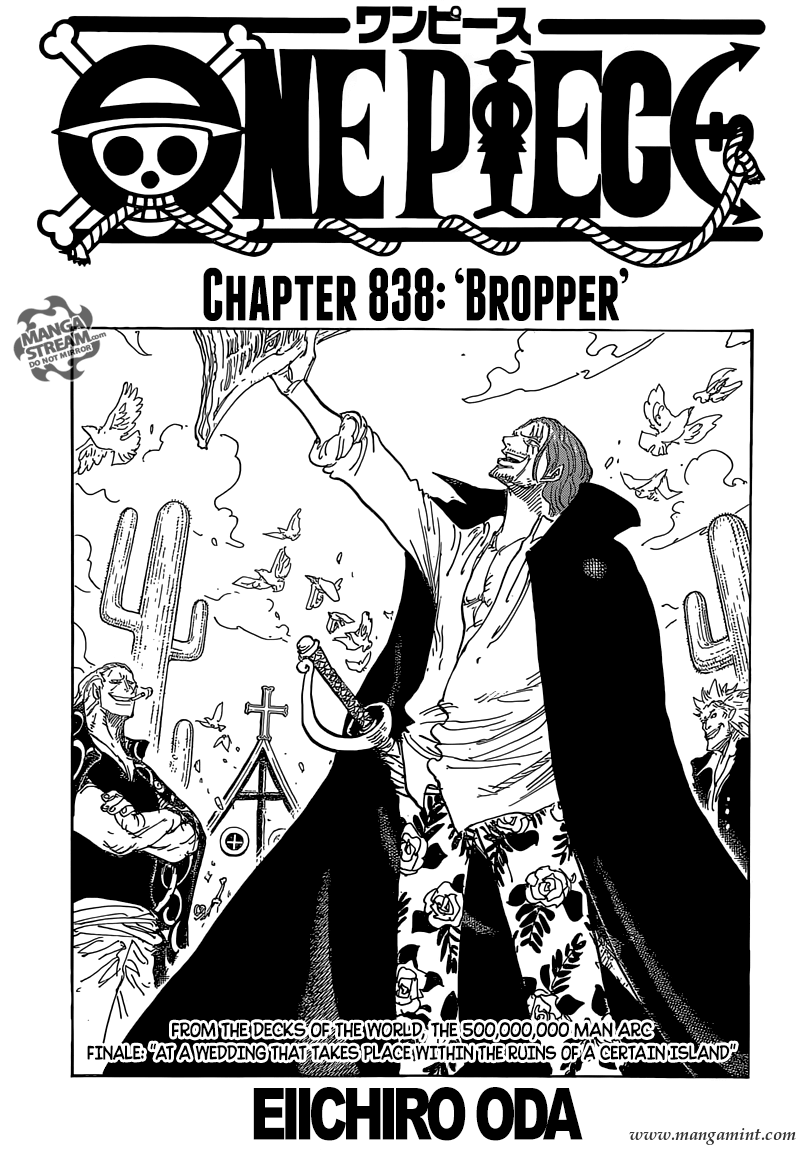 ワンピース
ONE PIECE
CHAPTER 838: 'BROPPER'
MANGA
STREAM.com
DO NOT MIRROR
FROM THE DECKS OF THE WORLD, THE 500,000,000 MAN ARC
FINALE: "AT A WEDDING THAT TAKES PLACE WITHIN THE RUINS OF A CERTAIN ISLAND"
EIICHIRO ODA
www.mangamint.com